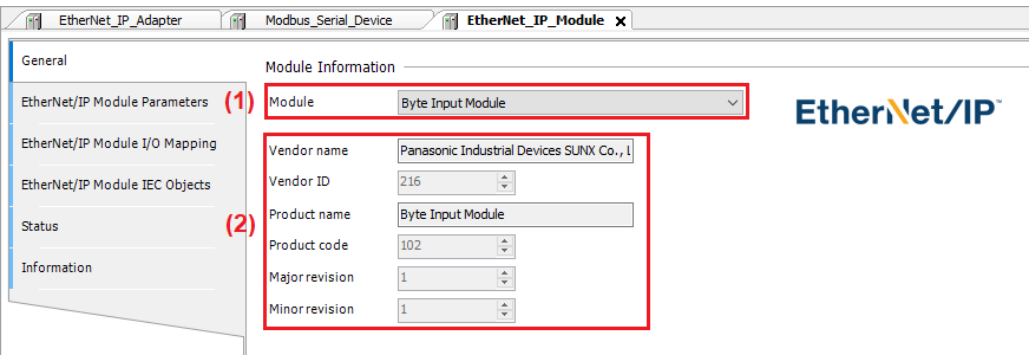 EtherNet_IP_Adapter Modbus_Serial_Device EtherNet_IP_Module x
General
Module Information
EtherNet/IP Module Parameters
(1) Module Byte Input Module
EtherNet/IP™
EtherNet/IP Module I/O Mapping
Vendor name Panasonic Industrial Devices SUNX Co., L
EtherNet/IP Module IEC Objects
Vendor ID 216
Status
(2)
Product name Byte Input Module
Product code 102
Information
Major revision 1
Minor revision 1